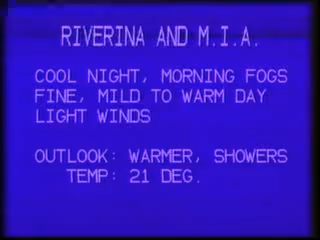 RIVERINA AND M.I.A.
COOL NIGHT, MORNING FOGS
FINE, MILD TO WARM DAY
LIGHT WINDS
OUTLOOK: WARMER, SHOWERS
TEMP: 21 DEG.